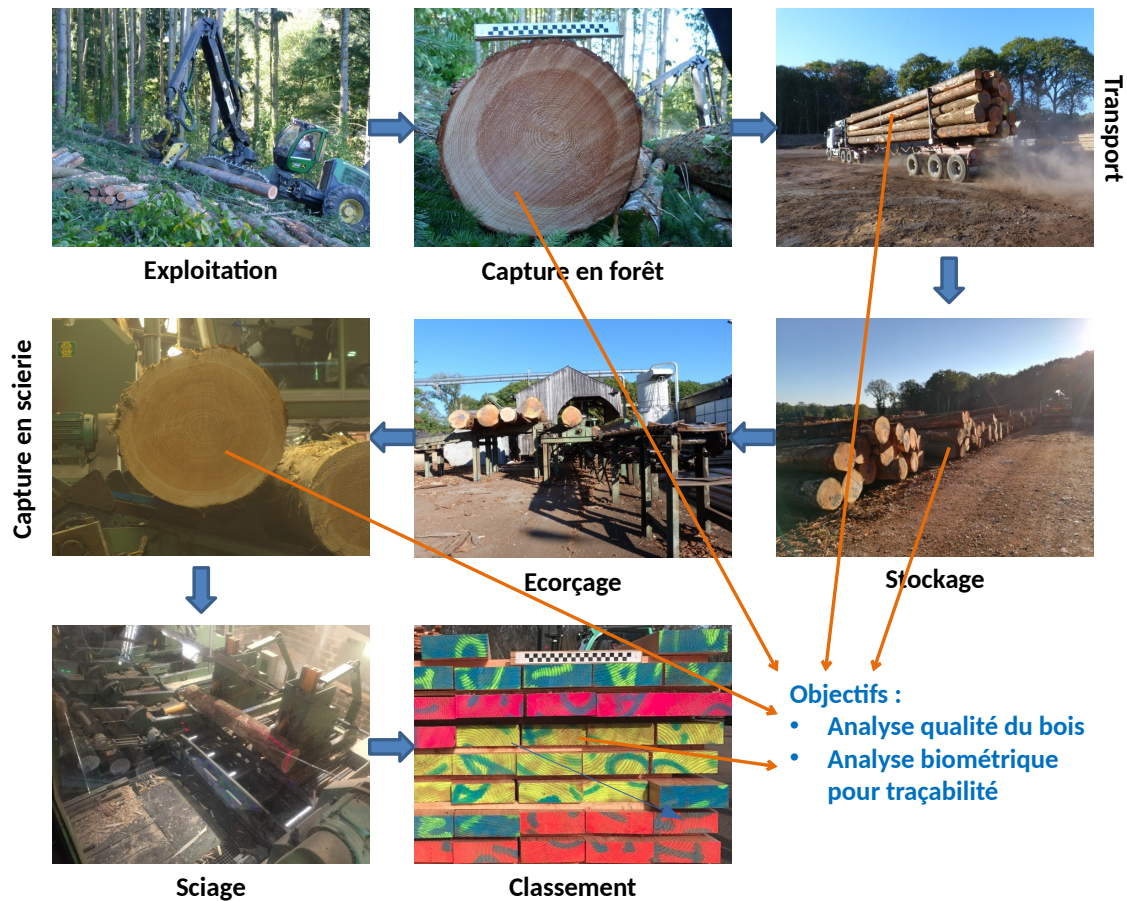 Exploitation
Capture en forêt
Transport
Capture en scierie
Ecorçage
Stockage
Sciage
Classement
Objectifs :
• Analyse qualité du bois
• Analyse biométrique
pour traçabilité